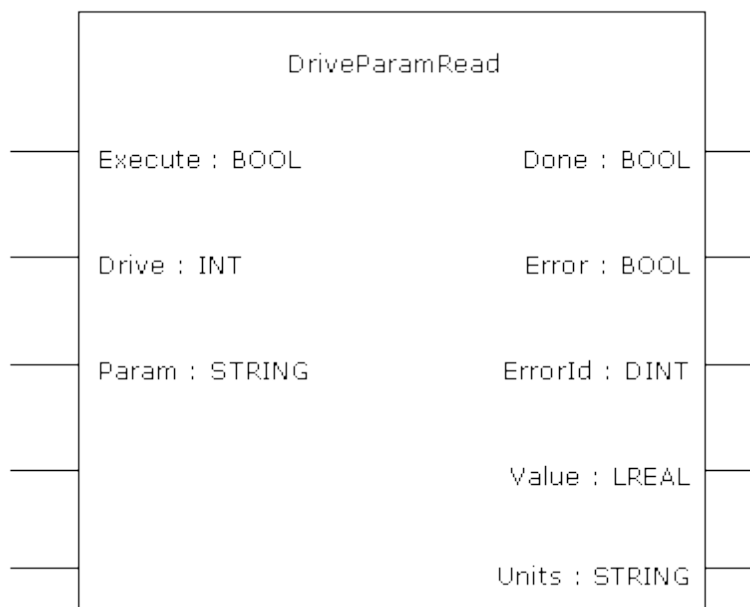 DriveParamRead
Execute : BOOL Done : BOOL
Drive : INT Error : BOOL
Param : STRING ErrorId : DINT
Value : LREAL
Units : STRING